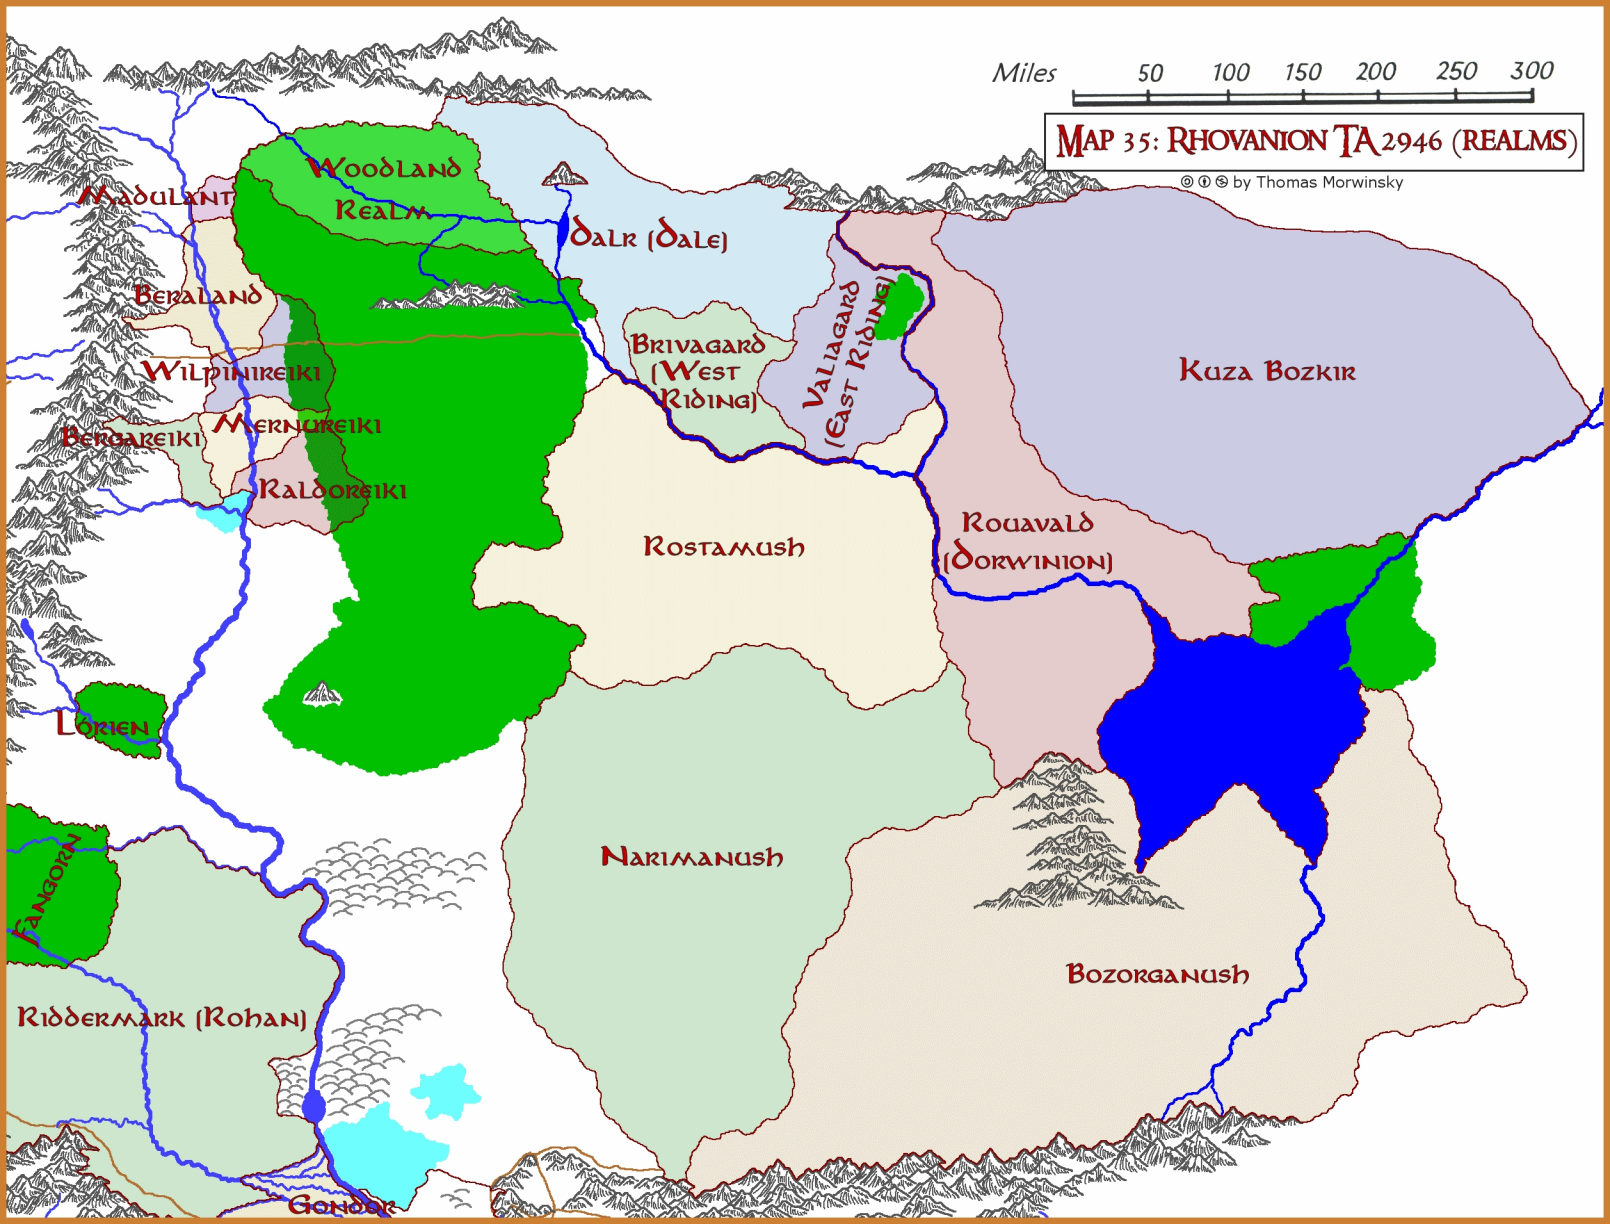 Miles 50 100 150 200 250 300
Map 35: Rhovanion TA 2946 (realms)
by Thomas Morwinsky
Woodland
Realm
Madulant
Dalr (Dale)
Beraland
Brivagard
(West
Riding)
Valiagard
(East Riding)
Kuza Bozkir
Wilpinireiki
Mernureiki
Bergareiki
Raldoreiki
Rouavald
(Dorwinion)
Rostamush
Lórien
Narimanush
Fangorn
Bozorganush
Riddermark (Rohan)
Gondor